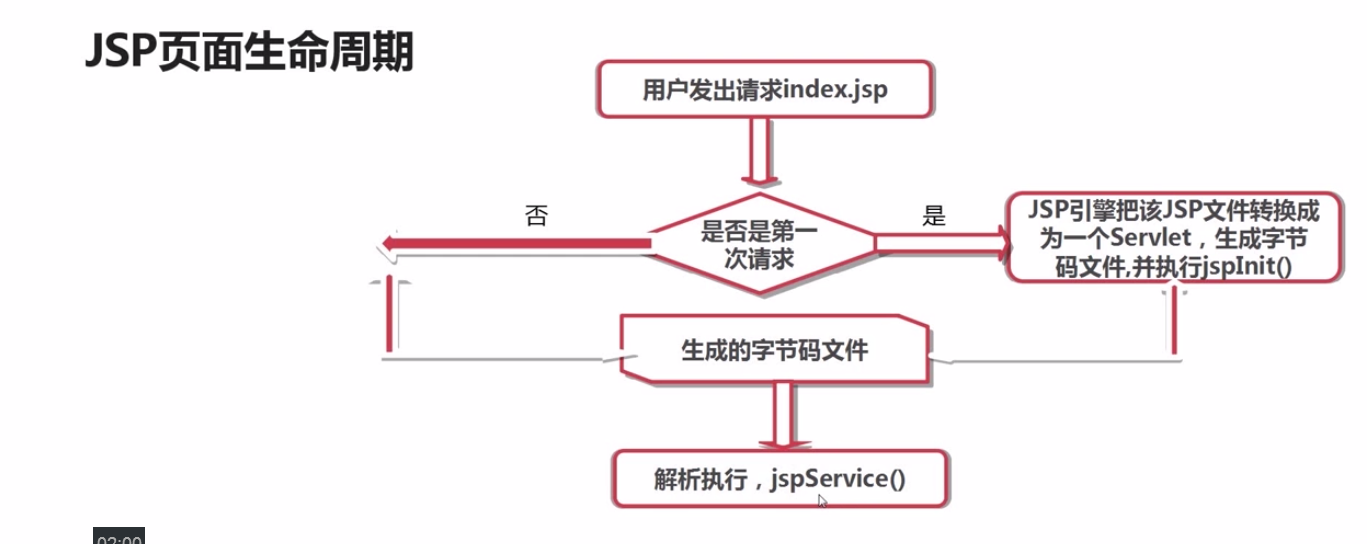 JSP页面生命周期
用户发出请求index.jsp
否
是否是第一
次请求
是
JSP引擎把该JSP文件转换成
为一个Servlet，生成字节
码文件,并执行jspInit()
生成的字节码文件
解析执行，jspService()
02:00